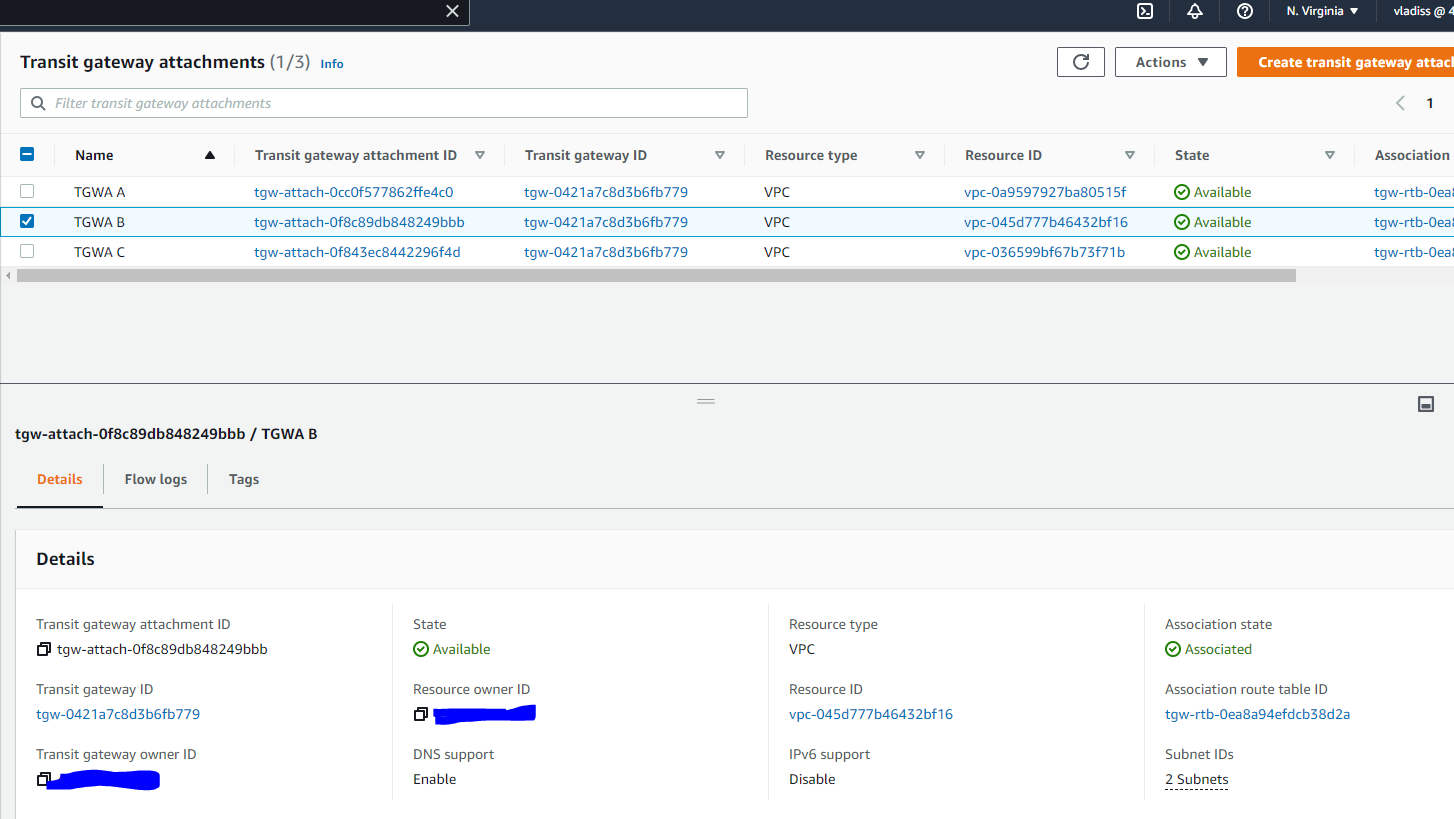 N. Virginia
vladiss @ 4
Transit gateway attachments (1/3) Info
Actions
Create transit gateway attach
Filter transit gateway attachments
1
Name Transit gateway attachment ID Transit gateway ID Resource type Resource ID State Association
TGWA A tgw-attach-0cc0f577862ffe4c0 tgw-0421a7c8d3b6fb779 VPC vpc-0a9597927ba80515f Available tgw-rtb-0ea8
TGWA B tgw-attach-0f8c89db848249bbb tgw-0421a7c8d3b6fb779 VPC vpc-045d777b46432bf16 Available tgw-rtb-0ea8
TGWA C tgw-attach-0f843ec8442296f4d tgw-0421a7c8d3b6fb779 VPC vpc-036599bf67b73f71b Available tgw-rtb-0ea8
tgw-attach-0f8c89db848249bbb / TGWA B
Details Flow logs Tags
Details
Transit gateway attachment ID
tgw-attach-0f8c89db848249bbb
Transit gateway ID
tgw-0421a7c8d3b6fb779
Transit gateway owner ID
State
Available
Resource owner ID
DNS support
Enable
Resource type
VPC
Resource ID
vpc-045d777b46432bf16
IPv6 support
Disable
Association state
Associated
Association route table ID
tgw-rtb-0ea8a94efdcb38d2a
Subnet IDs
2 Subnets